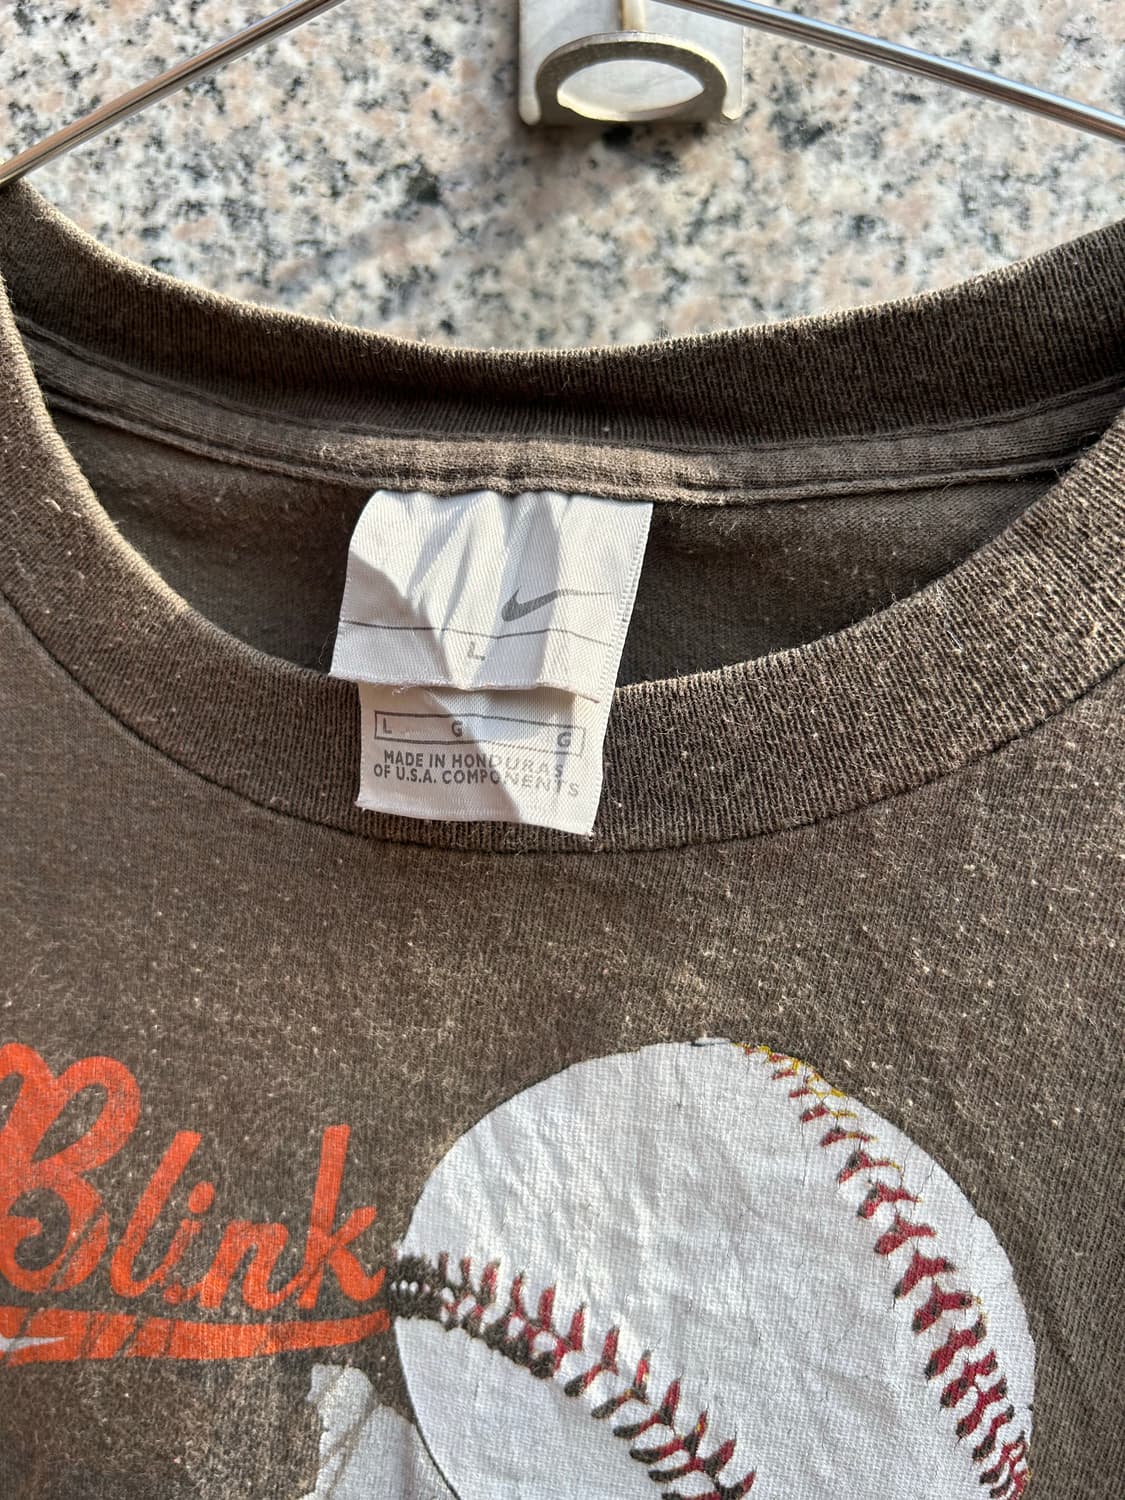 L
L G G
MADE IN HONDURAS
OF U.S.A. COMPONENTS
Blink